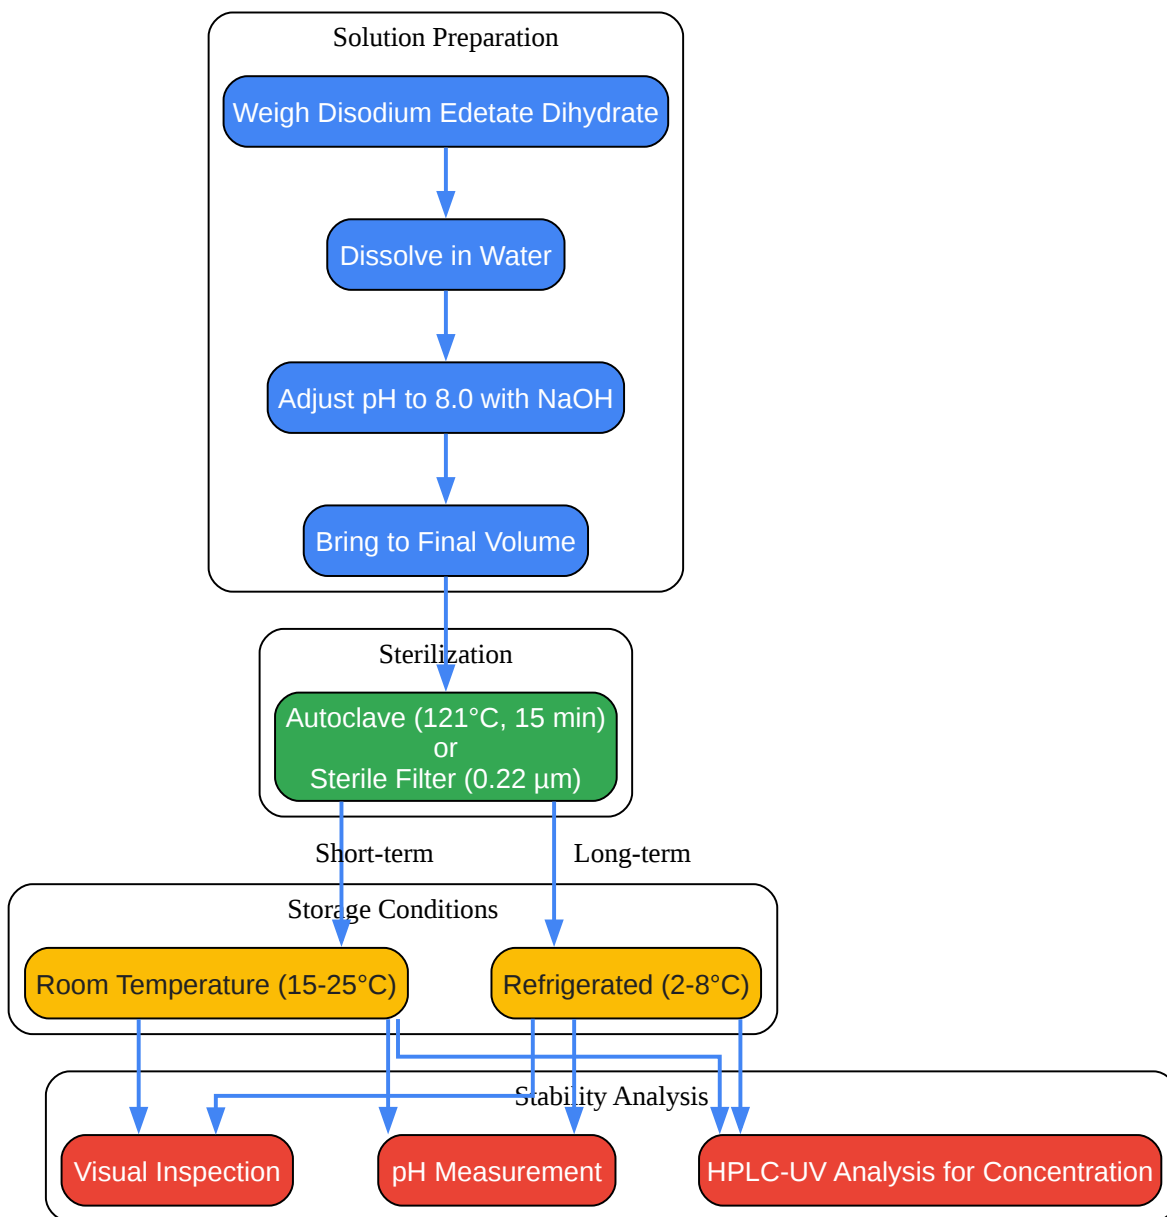 Solution Preparation
Weigh Disodium Edetate Dihydrate
Dissolve in Water
Adjust pH to 8.0 with NaOH
Bring to Final Volume
Sterilization
Autoclave (121°C, 15 min)
or
Sterile Filter (0.22 µm)
Short-term
Long-term
Storage Conditions
Room Temperature (15-25°C)
Refrigerated (2-8°C)
Stability Analysis
Visual Inspection
pH Measurement
HPLC-UV Analysis for Concentration